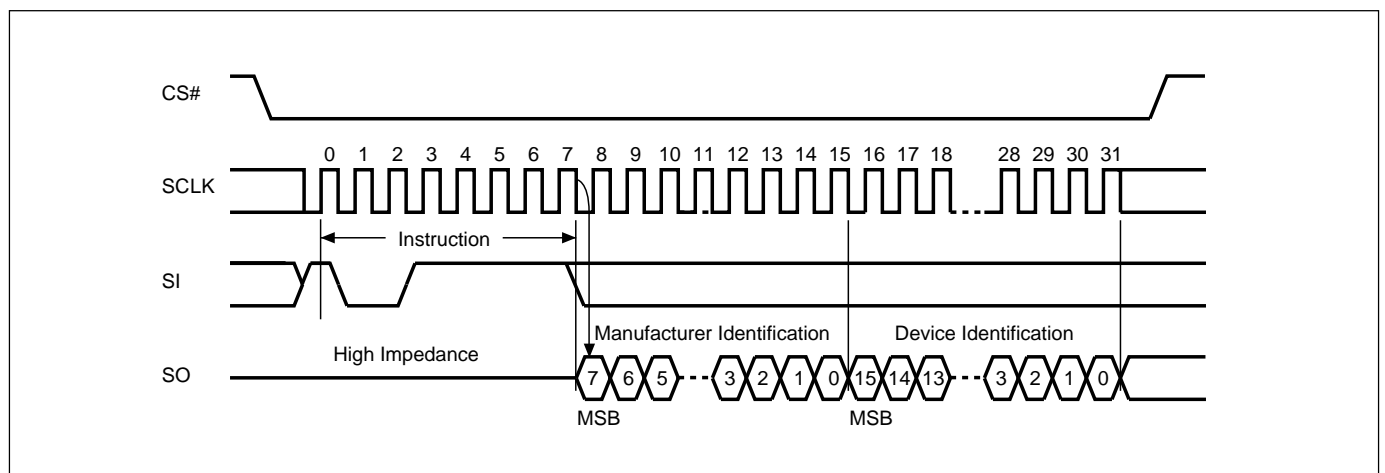 CS#
0 1 2 3 4 5 6 7 8 9 10 11 12 13 14 15 16 17 18 28 29 30 31
SCLK
Instruction
SI
Manufacturer Identification Device Identification
High Impedance
SO 7 6 5 3 2 1 0 15 14 13 3 2 1 0
MSB MSB